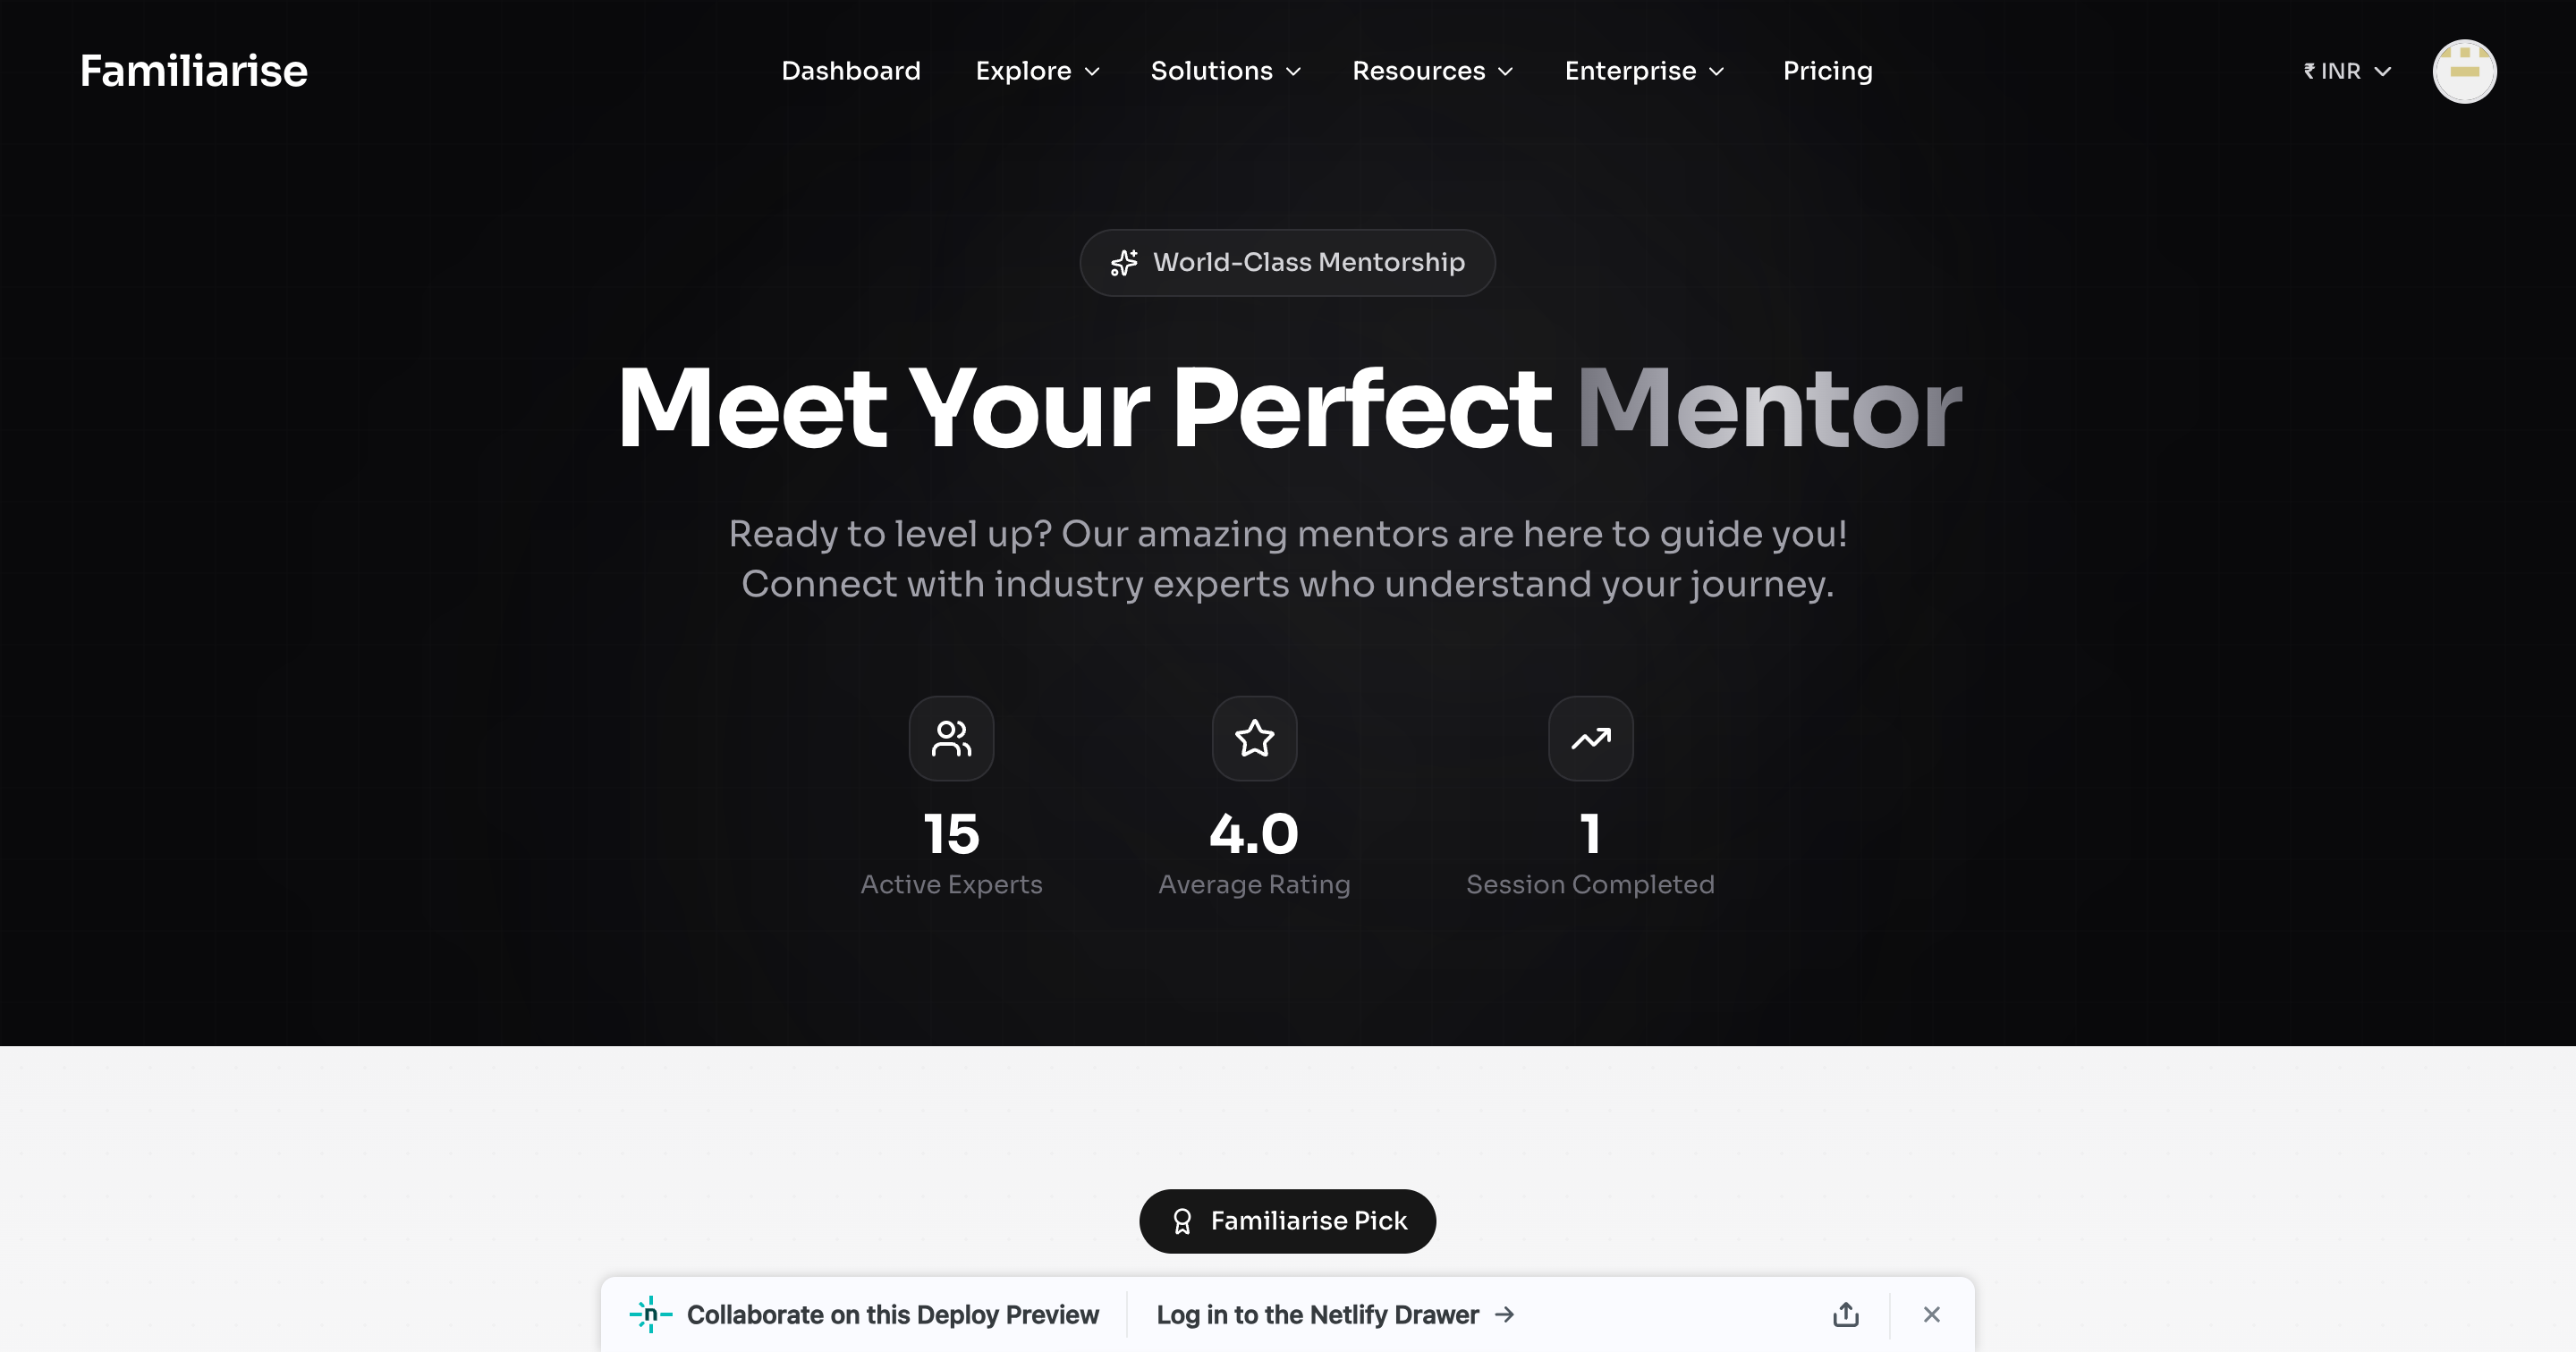 Familiarise
Dashboard
Explore
Solutions
Resources
Enterprise
Pricing
₹ INR
World-Class Mentorship
Meet Your Perfect Mentor
Ready to level up? Our amazing mentors are here to guide you!
Connect with industry experts who understand your journey.
15
Active Experts
4.0
Average Rating
1
Session Completed
Familiarise Pick
Collaborate on this Deploy Preview
Log in to the Netlify Drawer →